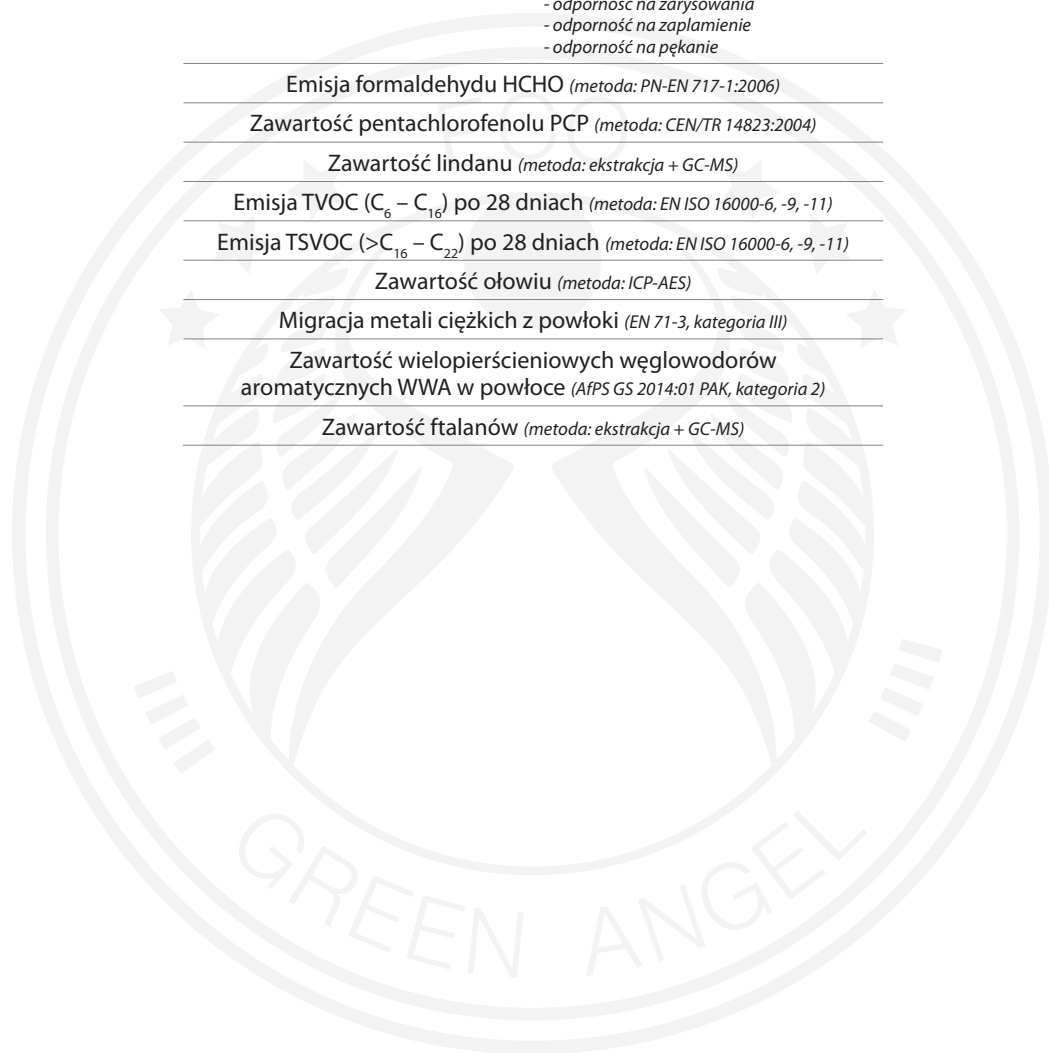 - odporność na zarysowania
- odporność na zaplamienie
- odporność na pękanie
Emisja formaldehydu HCHO (metoda: PN-EN 717-1:2006)
Zawartość pentachlorofenolu PCP (metoda: CEN/TR 14823:2004)
Zawartość lindanu (metoda: ekstrakcja + GC-MS)
Emisja TVOC (C6 – C16) po 28 dniach (metoda: EN ISO 16000-6, -9, -11)
Emisja TSVOC (>C16 – C22) po 28 dniach (metoda: EN ISO 16000-6, -9, -11)
Zawartość ołowiu (metoda: ICP-AES)
Migracja metali ciężkich z powłoki (EN 71-3, kategoria III)
Zawartość wielopierścieniowych węglowodorów
aromatycznych WWA w powłoce (AfPS GS 2014:01 PAK, kategoria 2)
Zawartość ftalanów (metoda: ekstrakcja + GC-MS)
ECO
GREEN ANGEL